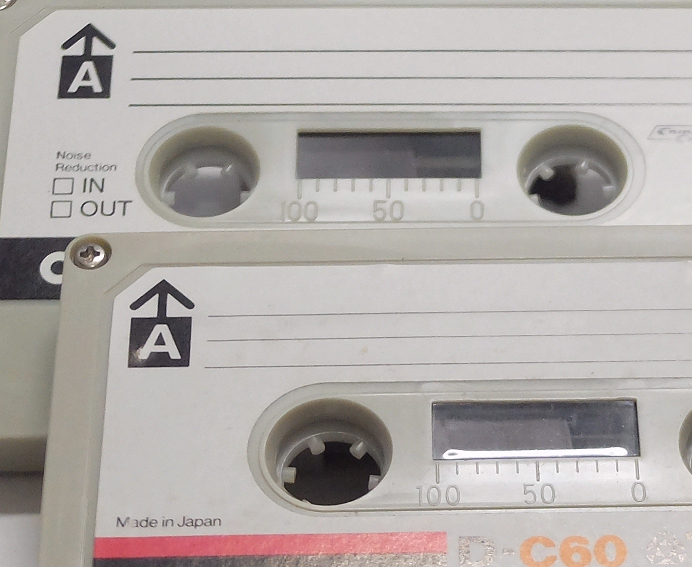 A
Noise
Reduction
IN
OUT
100 50 0
A
100 50 0
Made in Japan
D-C60